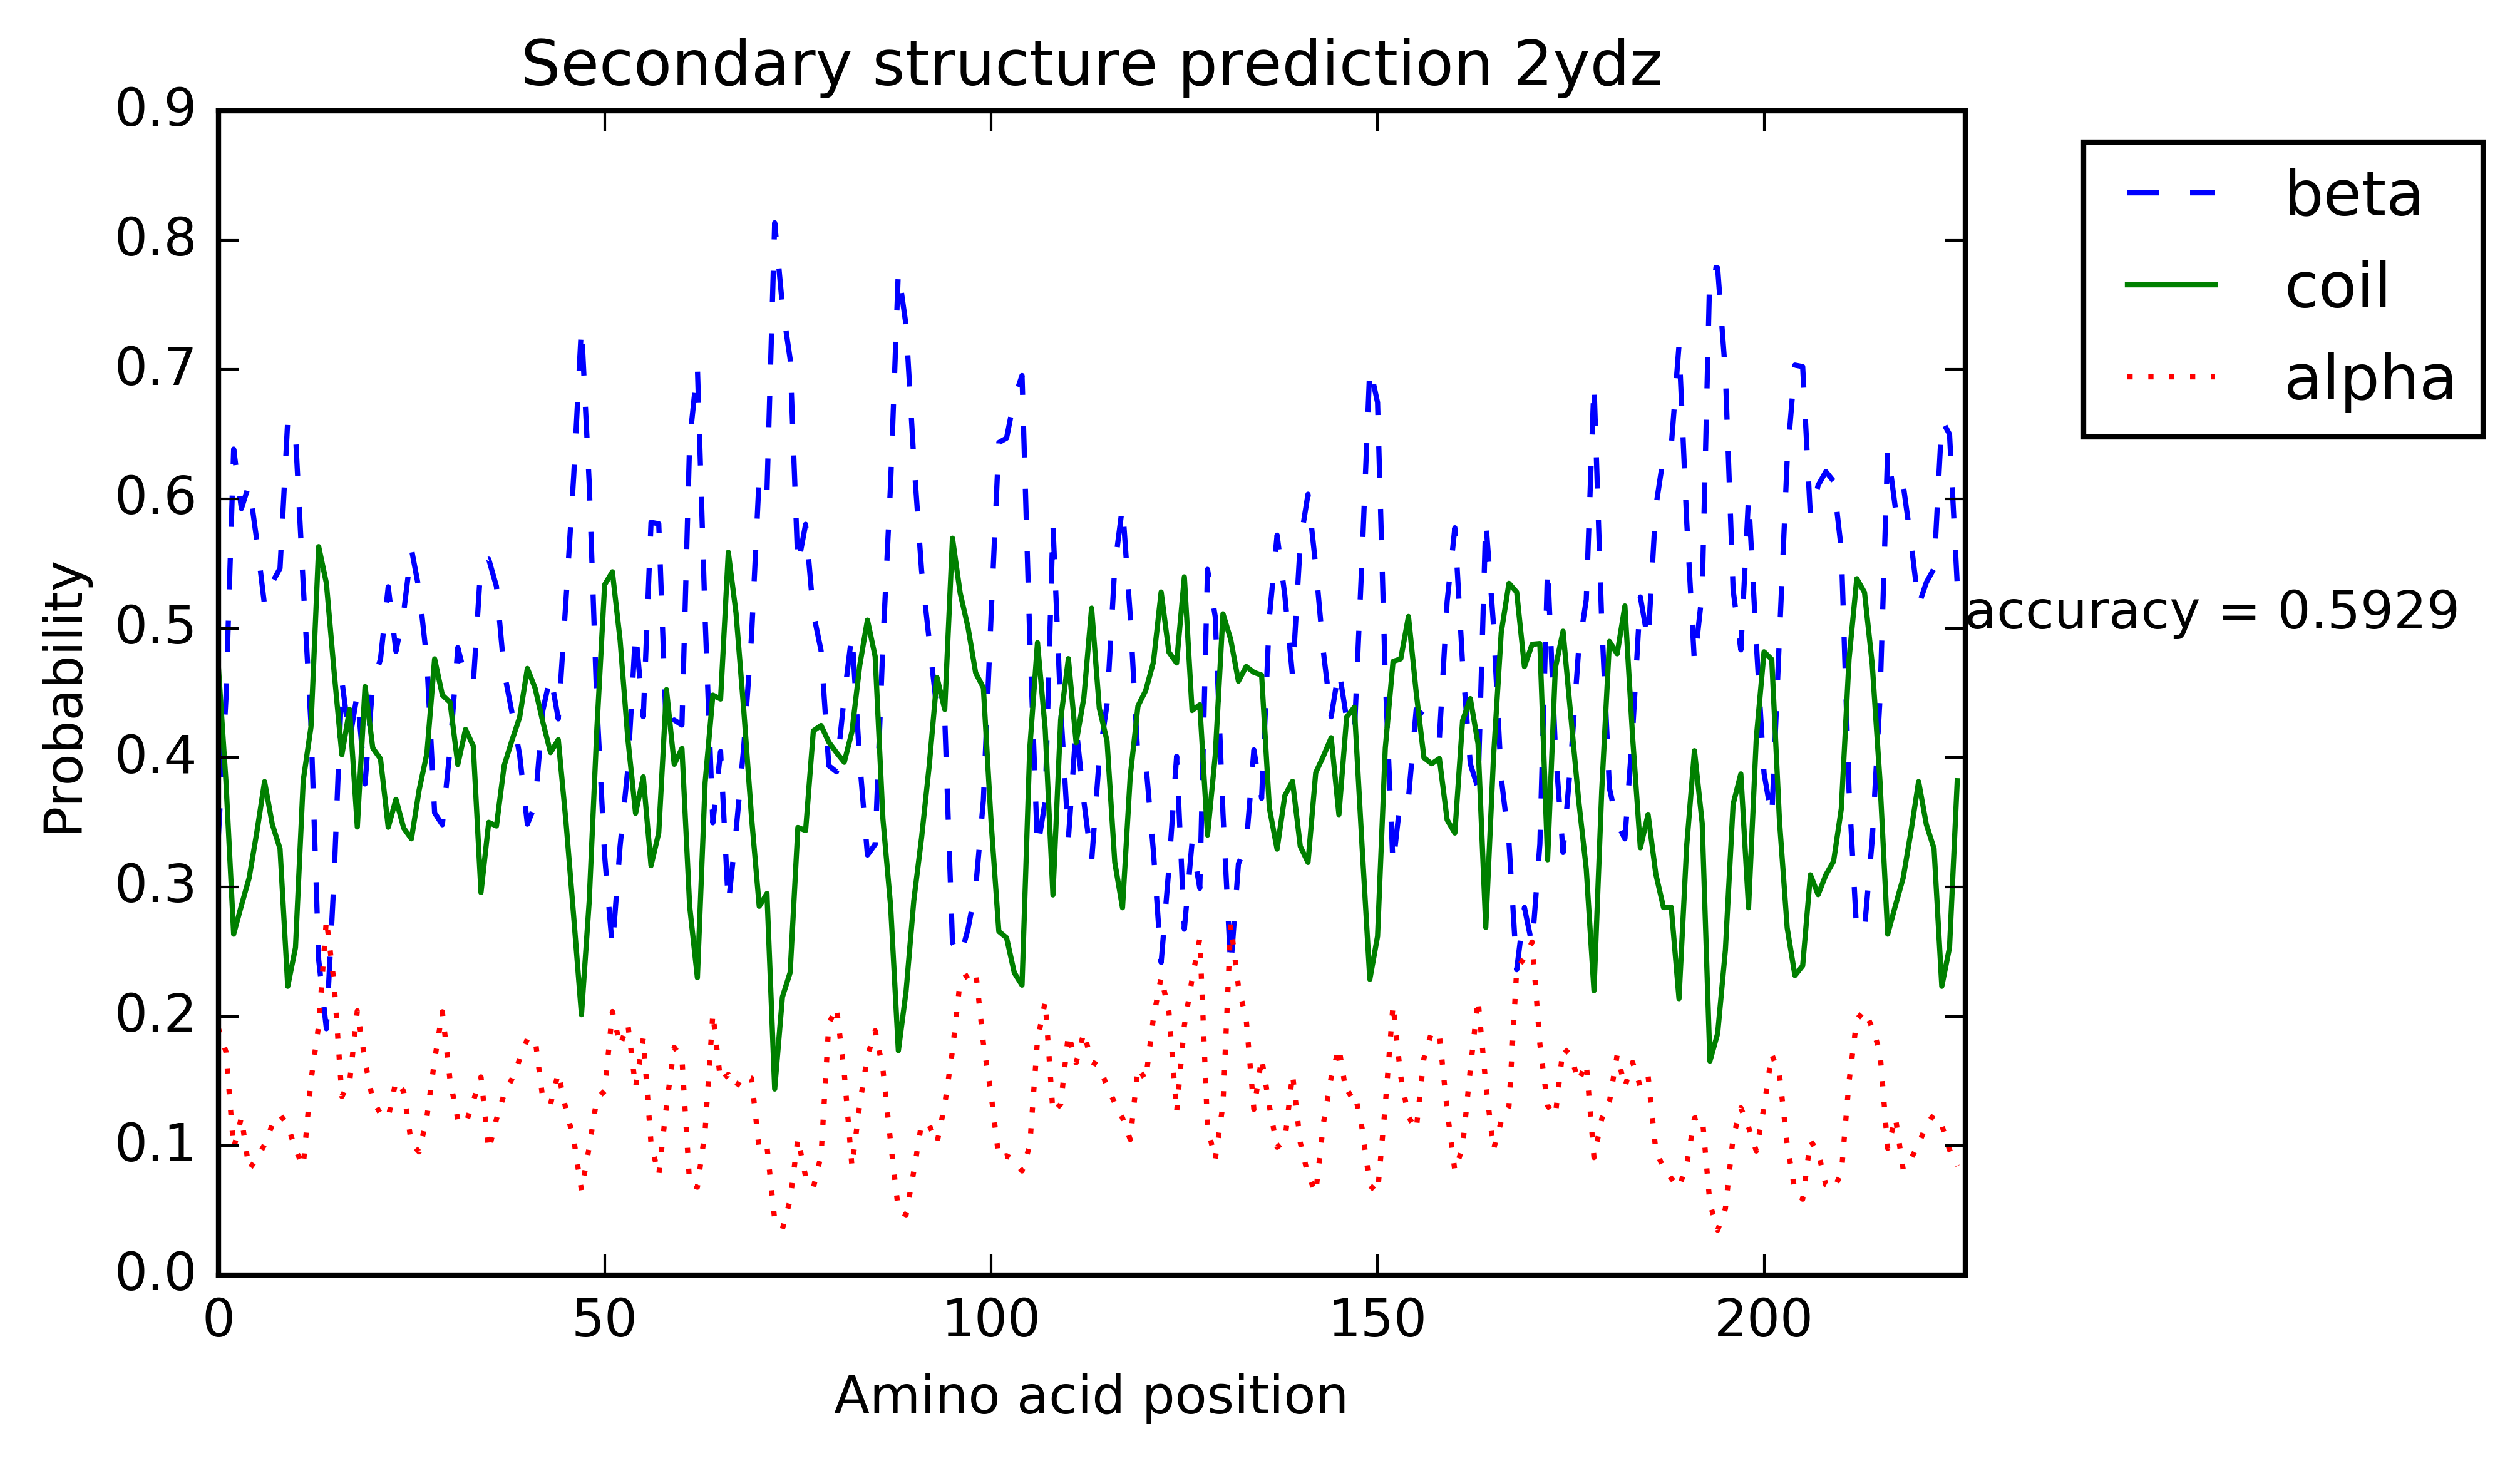 Secondary structure prediction 2ydz
0.9
0.8
0.7
0.6
0.5
0.4
0.3
0.2
0.1
0.0
Probability
0 50 100 150 200
Amino acid position
beta
coil
alpha
accuracy = 0.5929